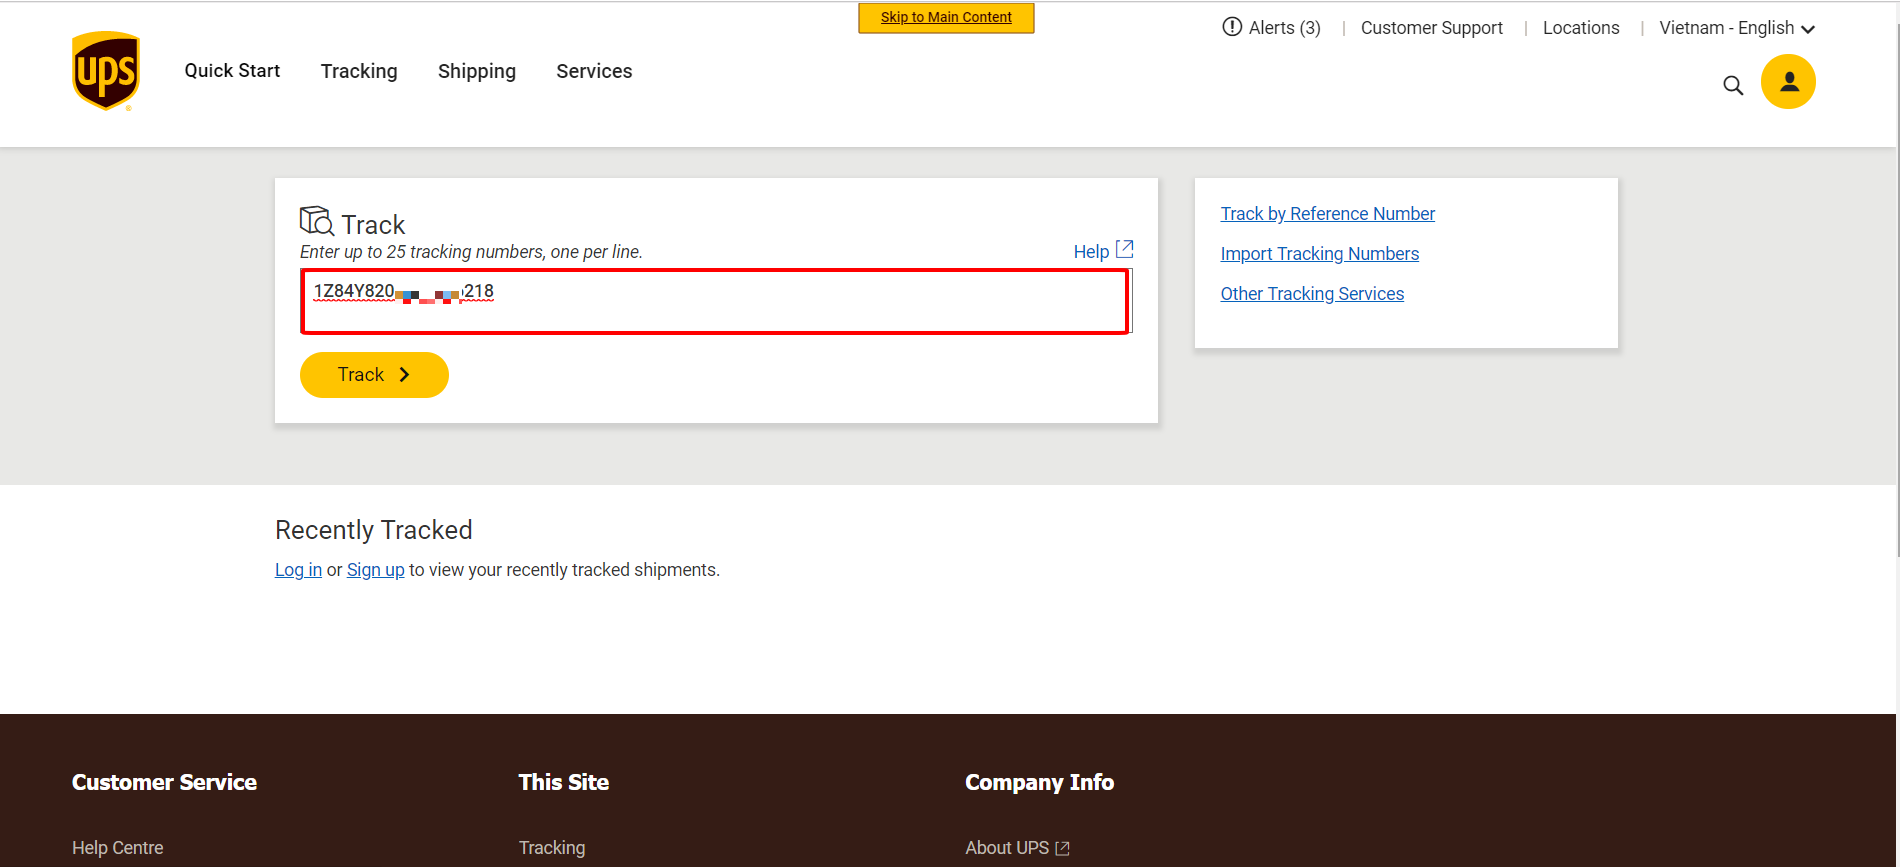 Skip to Main Content
Alerts (3) | Customer Support | Locations | Vietnam - English
ups
Quick Start Tracking Shipping Services
Track
Enter up to 25 tracking numbers, one per line.
Help
1Z84Y820 218
Track
Track by Reference Number
Import Tracking Numbers
Other Tracking Services
Recently Tracked
Log in or Sign up to view your recently tracked shipments.
Customer Service
Help Centre
This Site
Tracking
Company Info
About UPS